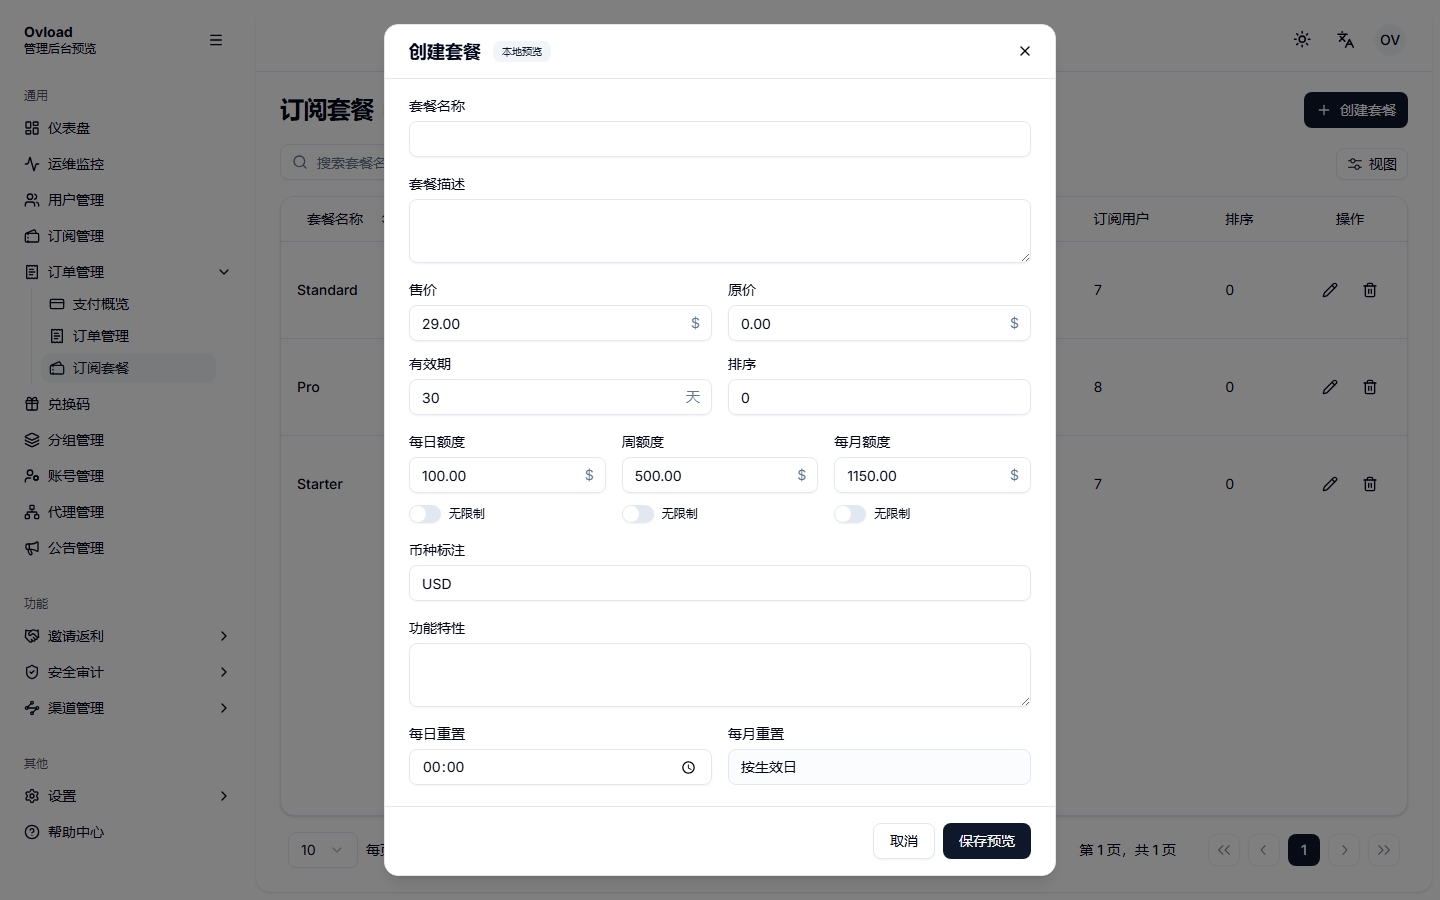 Ovload
管理后台预览
通用
仪表盘
运维监控
用户管理
订阅管理
订单管理
支付概览
订单管理
订阅套餐
兑换码
分组管理
账号管理
代理管理
公告管理
功能
邀请返利
安全审计
渠道管理
其他
设置
帮助中心
OV
订阅套餐
创建套餐
搜索套餐名
视图
套餐名称
订阅用户
排序
操作
Standard
7
0
Pro
8
0
Starter
7
0
10
第 1 页，共 1 页
1
创建套餐
本地预览
套餐名称
套餐描述
售价
原价
29.00 $
0.00 $
有效期
排序
30 天
0
每日额度
周额度
每月额度
100.00 $
500.00 $
1150.00 $
无限制
无限制
无限制
币种标注
USD
功能特性
每日重置
每月重置
00:00
按生效日
取消
保存预览